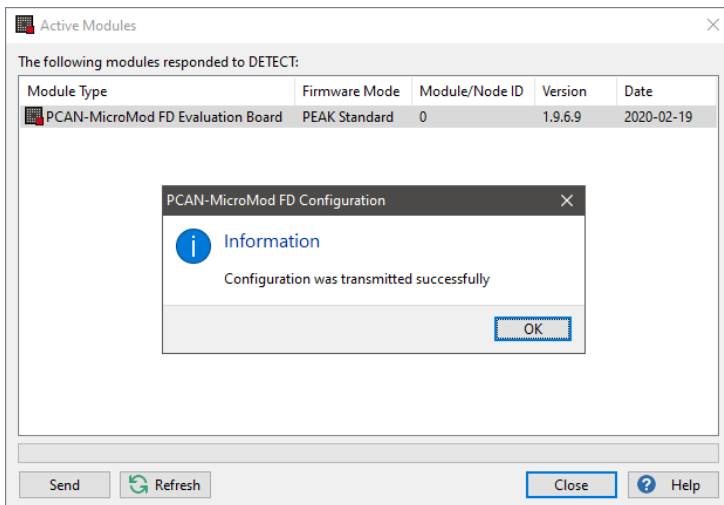 Active Modules
The following modules responded to DETECT:
Module Type Firmware Mode Module/Node ID Version Date
PCAN-MicroMod FD Evaluation Board PEAK Standard 0 1.9.6.9 2020-02-19
PCAN-MicroMod FD Configuration
Information
Configuration was transmitted successfully
OK
Send Refresh Close Help